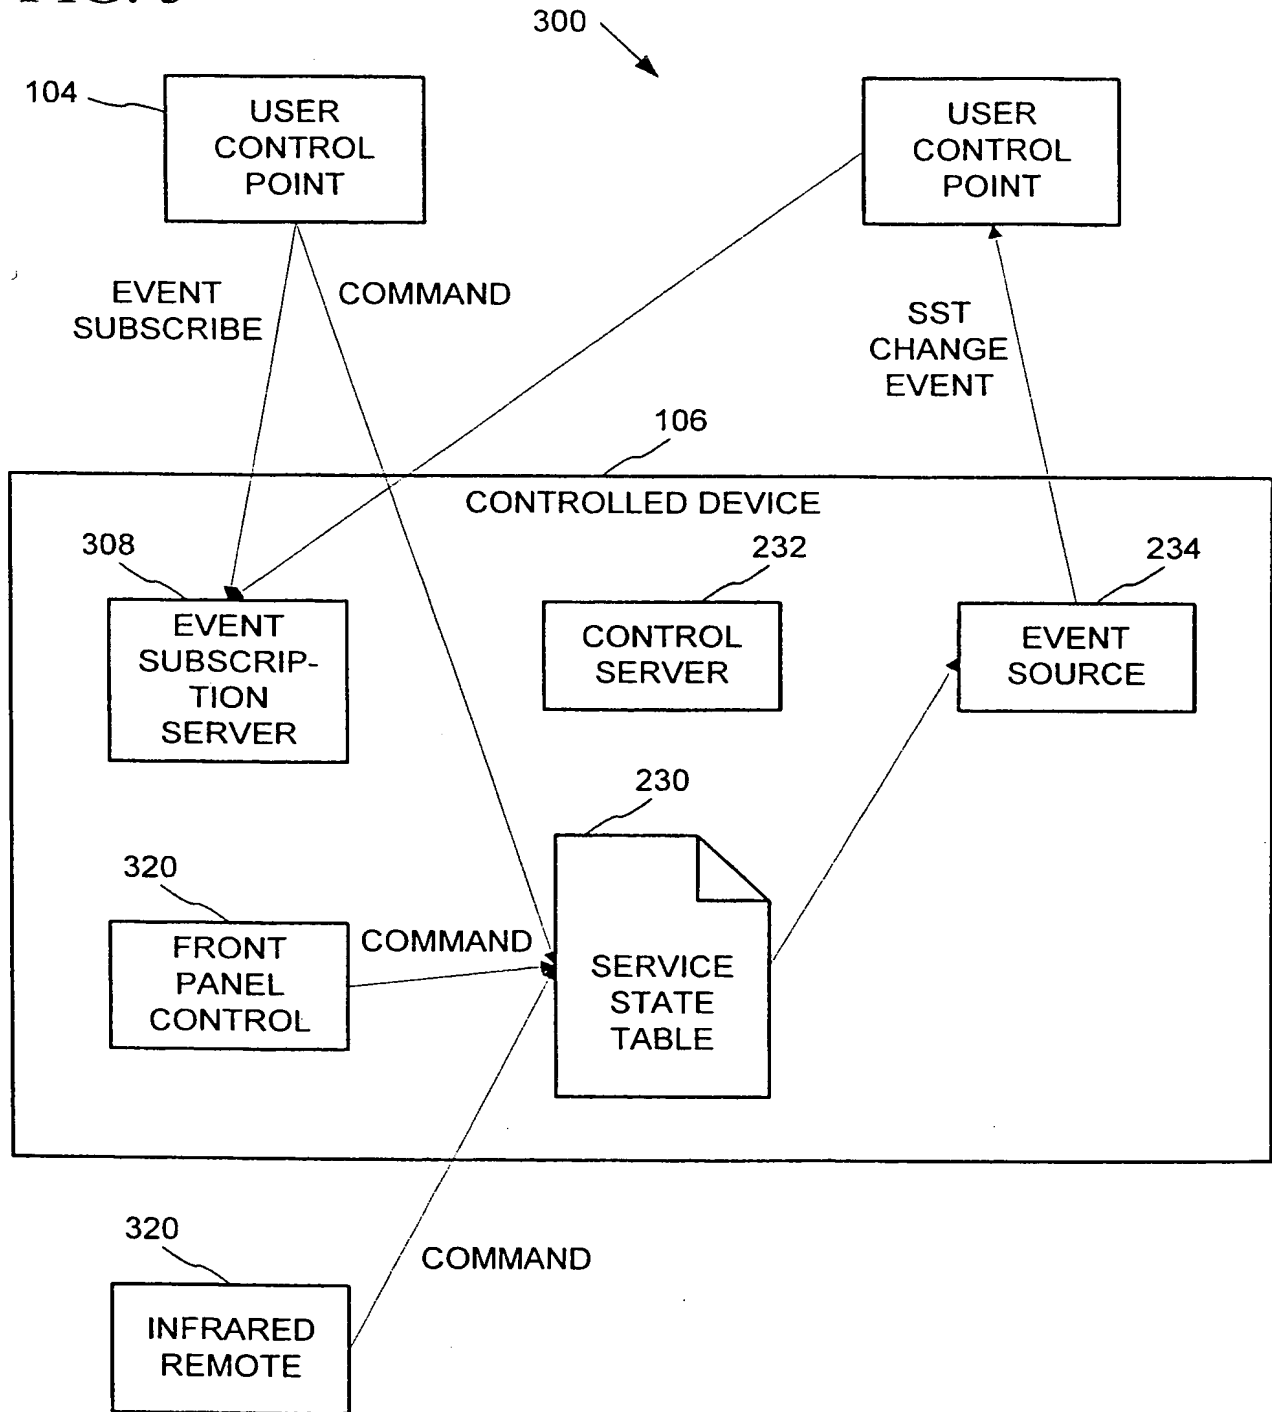 300
104
USER
CONTROL
POINT
USER
CONTROL
POINT
EVENT
SUBSCRIBE
COMMAND
SST
CHANGE
EVENT
106
CONTROLLED DEVICE
308
EVENT
SUBSCRIP-
TION
SERVER
232
CONTROL
SERVER
234
EVENT
SOURCE
230
SERVICE
STATE
TABLE
320
FRONT
PANEL
CONTROL
COMMAND
320
INFRARED
REMOTE
COMMAND